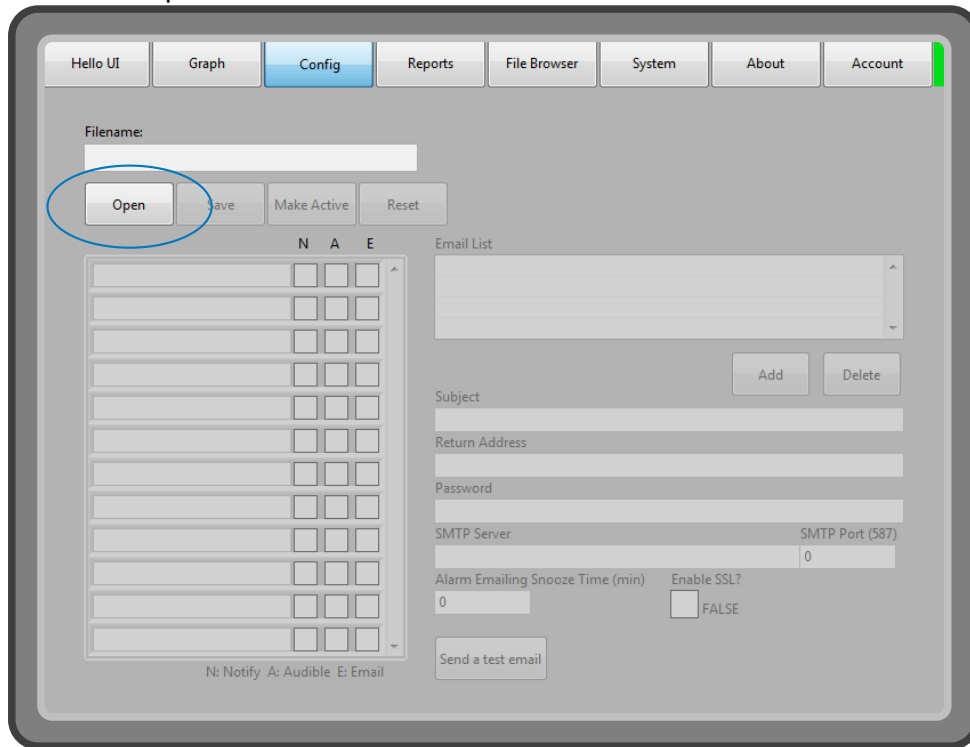 Hello UI Graph Config Reports File Browser System About Account
Filename:
Open Save Make Active Reset
N A E Email List
Add Delete
Subject
Return Address
Password
SMTP Server SMTP Port (587)
0
Alarm Emailing Snooze Time (min) Enable SSL?
0 FALSE
Send a test email
N: Notify A: Audible E: Email